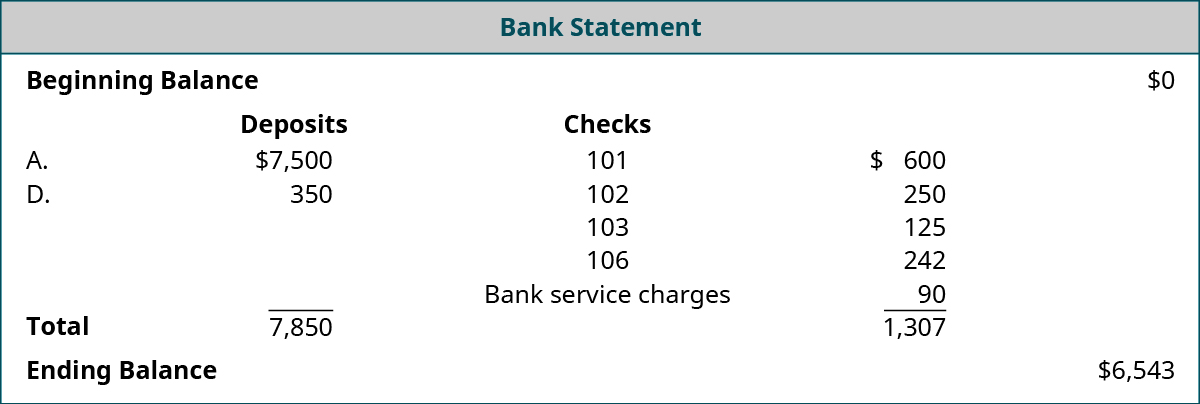 Bank Statement
Beginning Balance $0
Deposits Checks
A. $7,500 101 $ 600
D. 350 102 250
103 125
106 242
Bank service charges 90
Total 7,850 1,307
Ending Balance $6,543